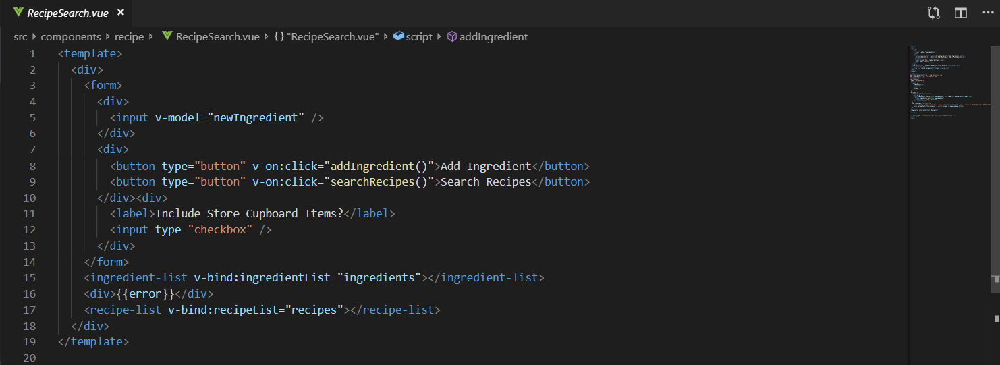 RecipeSearch.vue ×
src components recipe RecipeSearch.vue {} "RecipeSearch.vue" script addIngredient
1 <template>
2 <div>
3 <form>
4 <div>
5 <input v-model="newIngredient" />
6 </div>
7 <div>
8 <button type="button" v-on:click="addIngredient()">Add Ingredient</button>
9 <button type="button" v-on:click="searchRecipes()">Search Recipes</button>
10 </div><div>
11 <label>Include Store Cupboard Items?</label>
12 <input type="checkbox" />
13 </div>
14 </form>
15 <ingredient-list v-bind:ingredientList="ingredients"></ingredient-list>
16 <div>{{error}}</div>
17 <recipe-list v-bind:recipeList="recipes"></recipe-list>
18 </div>
19 </template>
20